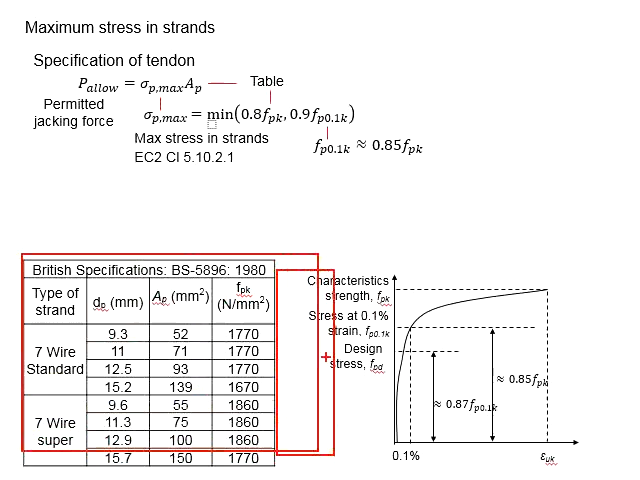 Maximum stress in strands
Specification of tendon
P_allow = σ_p,max A_p
Table
Permitted
jacking force
σ_p,max = min(0.8f_pk, 0.9f_p0.1k)
Max stress in strands
EC2 Cl 5.10.2.1
f_p0.1k ≈ 0.85f_pk
British Specifications: BS-5896: 1980
Type of strand d_p (mm) A_p (mm²) f_pk (N/mm²)
7 Wire Standard
9.3 52 1770
11 71 1770
12.5 93 1770
15.2 139 1670
7 Wire super
9.6 55 1860
11.3 75 1860
12.9 100 1860
15.7 150 1770
Characteristics
strength, f_pk
Stress at 0.1%
strain, f_p0.1k
Design
stress, f_pd
≈ 0.85f_pk
≈ 0.87f_p0.1k
0.1%
ε_uk